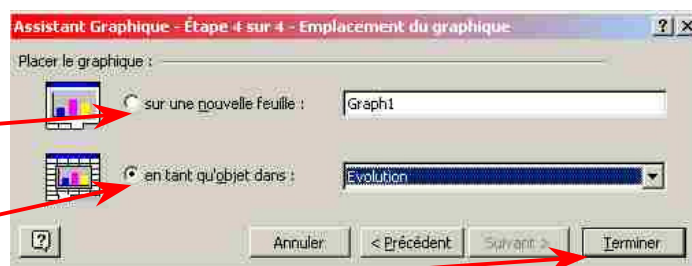 Assistant Graphique - Étape 4 sur 4 - Emplacement du graphique
Placer le graphique :
sur une nouvelle feuille : Graph1
en tant qu'objet dans : Evolution
Annuler < Précédent Suivant > Terminer